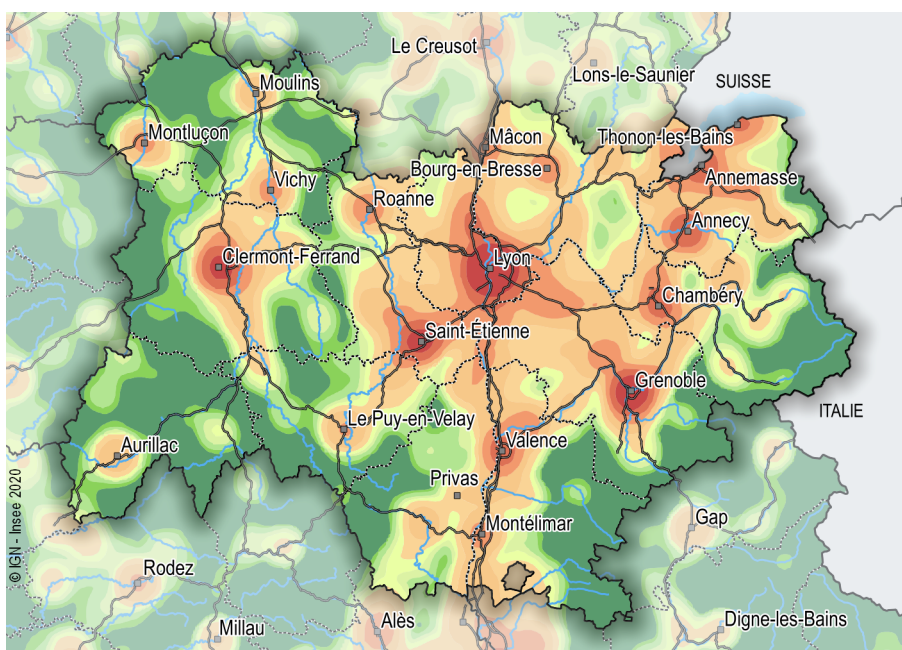 Le Creusot
Lons-le-Saunier
SUISSE
Moulins
Montluçon
Mâcon
Thonon-les-Bains
Bourg-en-Bresse
Annemasse
Vichy
Roanne
Annecy
Clermont-Ferrand
Lyon
Chambéry
Saint-Étienne
Grenoble
ITALIE
Le Puy-en-Velay
Aurillac
Valence
Privas
Montélimar
Gap
© IGN - Insee 2020
Rodez
Millau
Alès
Digne-les-Bains